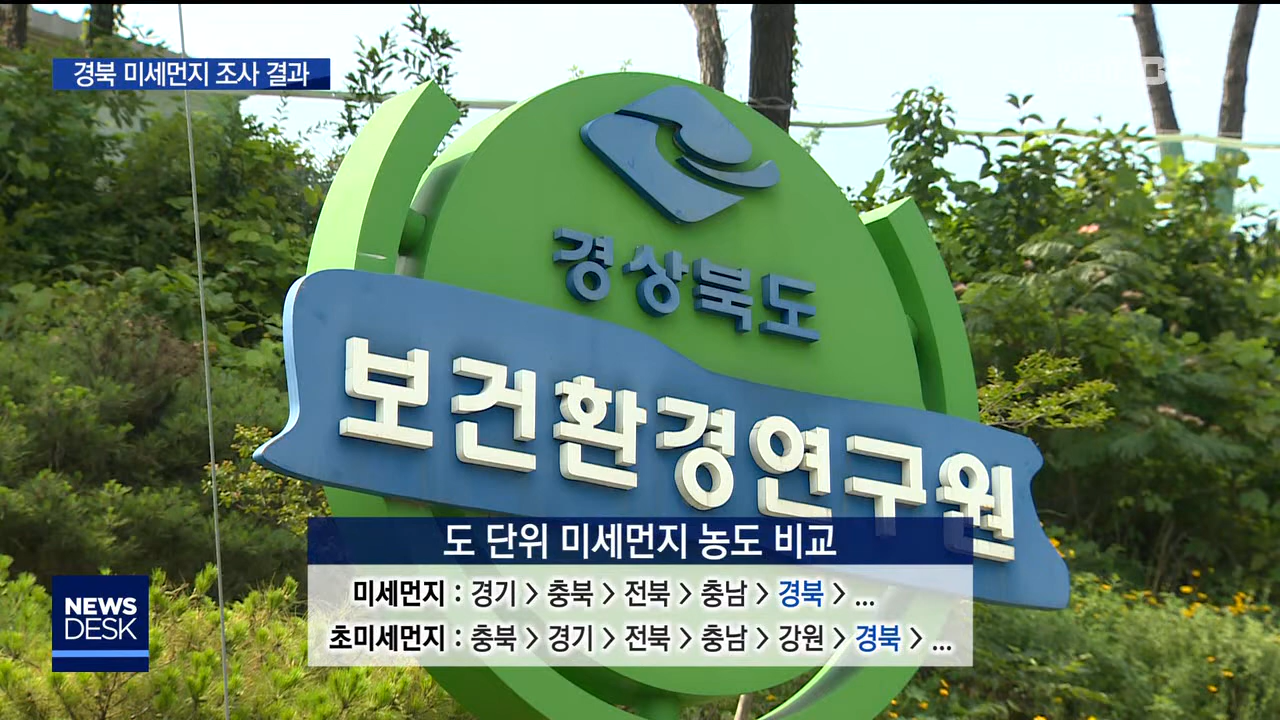 경북 미세먼지 조사 결과
경상북도
보건환경연구원
도 단위 미세먼지 농도 비교
미세먼지 : 경기 > 충북 > 전북 > 충남 > 경북 > ...
초미세먼지 : 충북 > 경기 > 전북 > 충남 > 강원 > 경북 > ...
NEWS
DESK